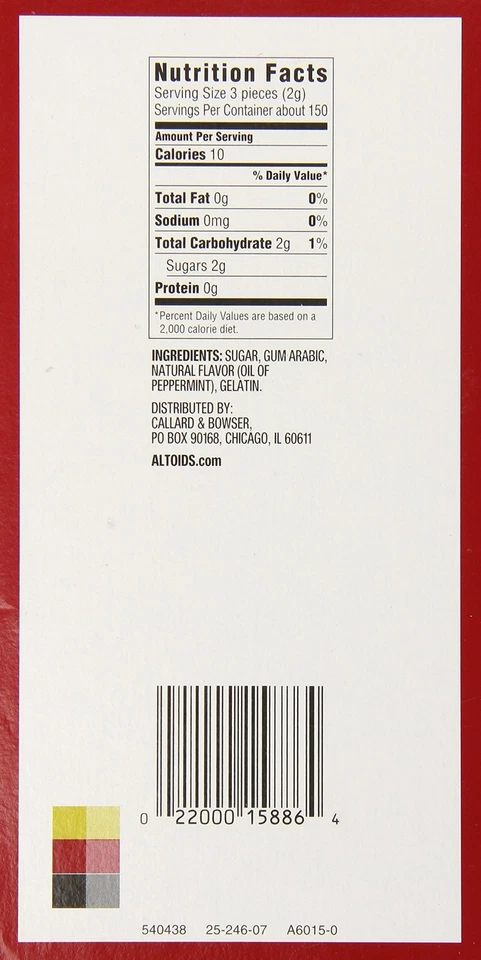 Nutrition Facts
Serving Size 3 pieces (2g)
Servings Per Container about 150
Amount Per Serving
Calories 10
% Daily Value*
Total Fat 0g 0%
Sodium 0mg 0%
Total Carbohydrate 2g 1%
Sugars 2g
Protein 0g
*Percent Daily Values are based on a
2,000 calorie diet.
INGREDIENTS: SUGAR, GUM ARABIC,
NATURAL FLAVOR (OIL OF
PEPPERMINT), GELATIN.
DISTRIBUTED BY:
CALLARD & BOWSER,
PO BOX 90168, CHICAGO, IL 60611
ALTOIDS.com
0 22000 15886 4
540438 25-246-07 A6015-0